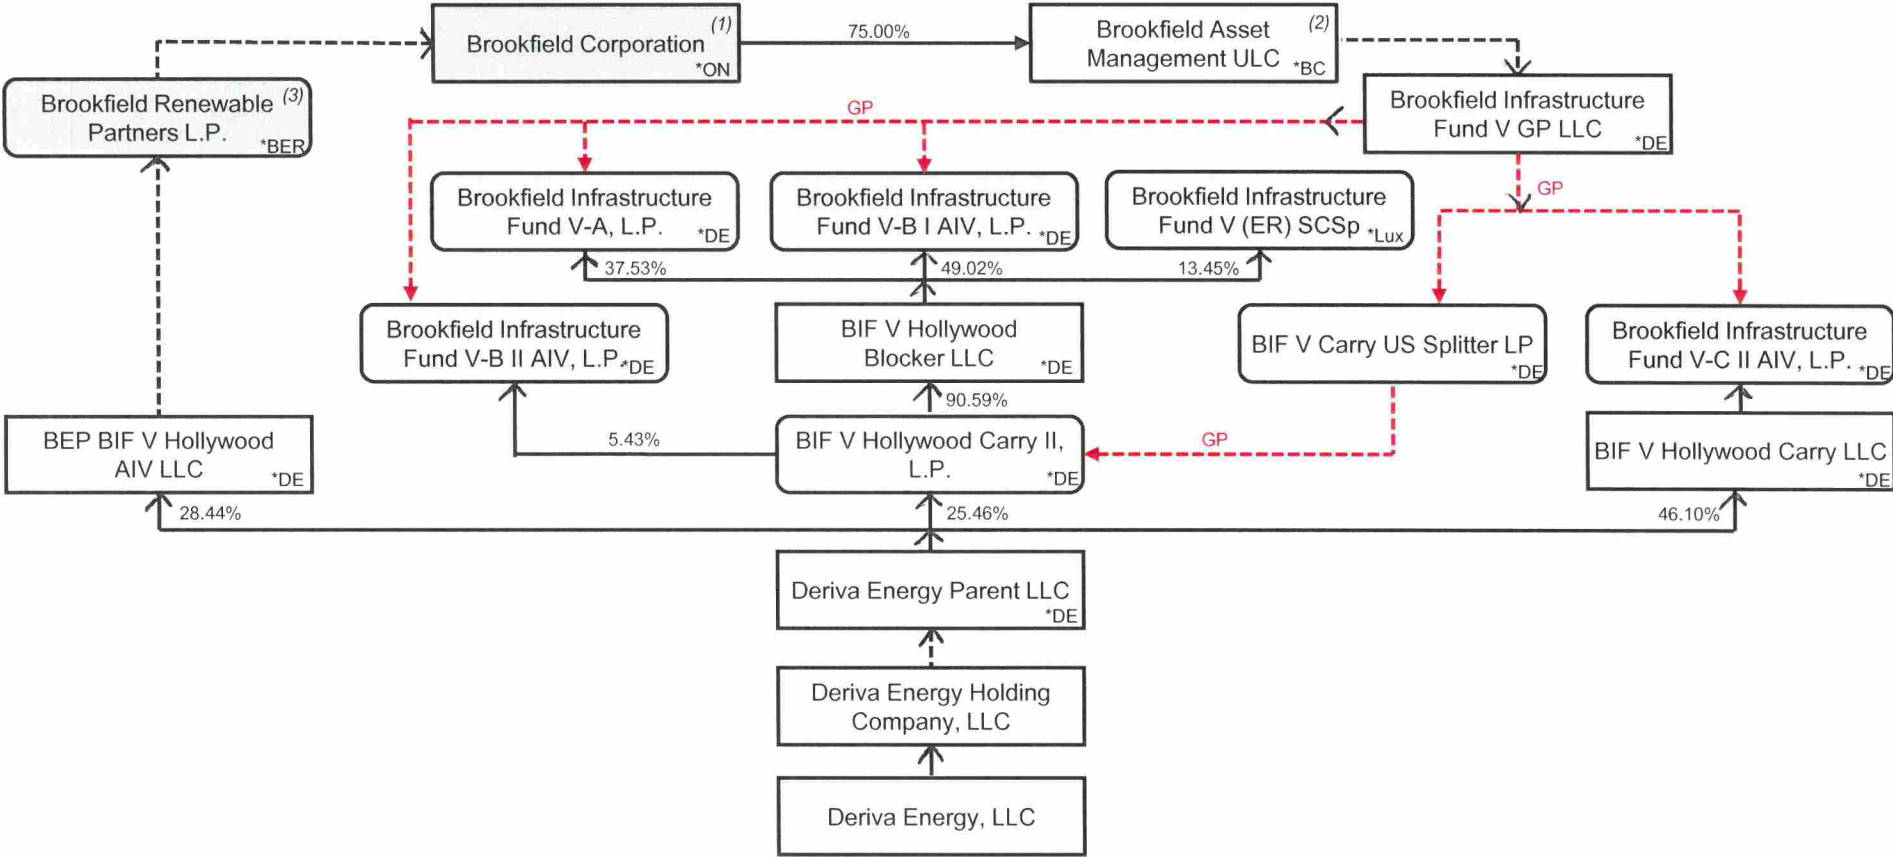 Brookfield Corporation
(1)
*ON
75.00%
Brookfield Asset
Management ULC
(2)
*BC
Brookfield Renewable
Partners L.P.
(3)
*BER
GP
Brookfield Infrastructure
Fund V GP LLC
*DE
GP
Brookfield Infrastructure
Fund V-A, L.P.
*DE
Brookfield Infrastructure
Fund V-B I AIV, L.P.
*DE
Brookfield Infrastructure
Fund V (ER) SCSp
*Lux
37.53%
49.02%
13.45%
Brookfield Infrastructure
Fund V-B II AIV, L.P.
*DE
BIF V Hollywood
Blocker LLC
*DE
BIF V Carry US Splitter LP
*DE
Brookfield Infrastructure
Fund V-C II AIV, L.P.
*DE
90.59%
BEP BIF V Hollywood
AIV LLC
*DE
5.43%
BIF V Hollywood Carry II,
L.P.
*DE
GP
BIF V Hollywood Carry LLC
*DE
28.44%
25.46%
46.10%
Deriva Energy Parent LLC
*DE
Deriva Energy Holding
Company, LLC
Deriva Energy, LLC